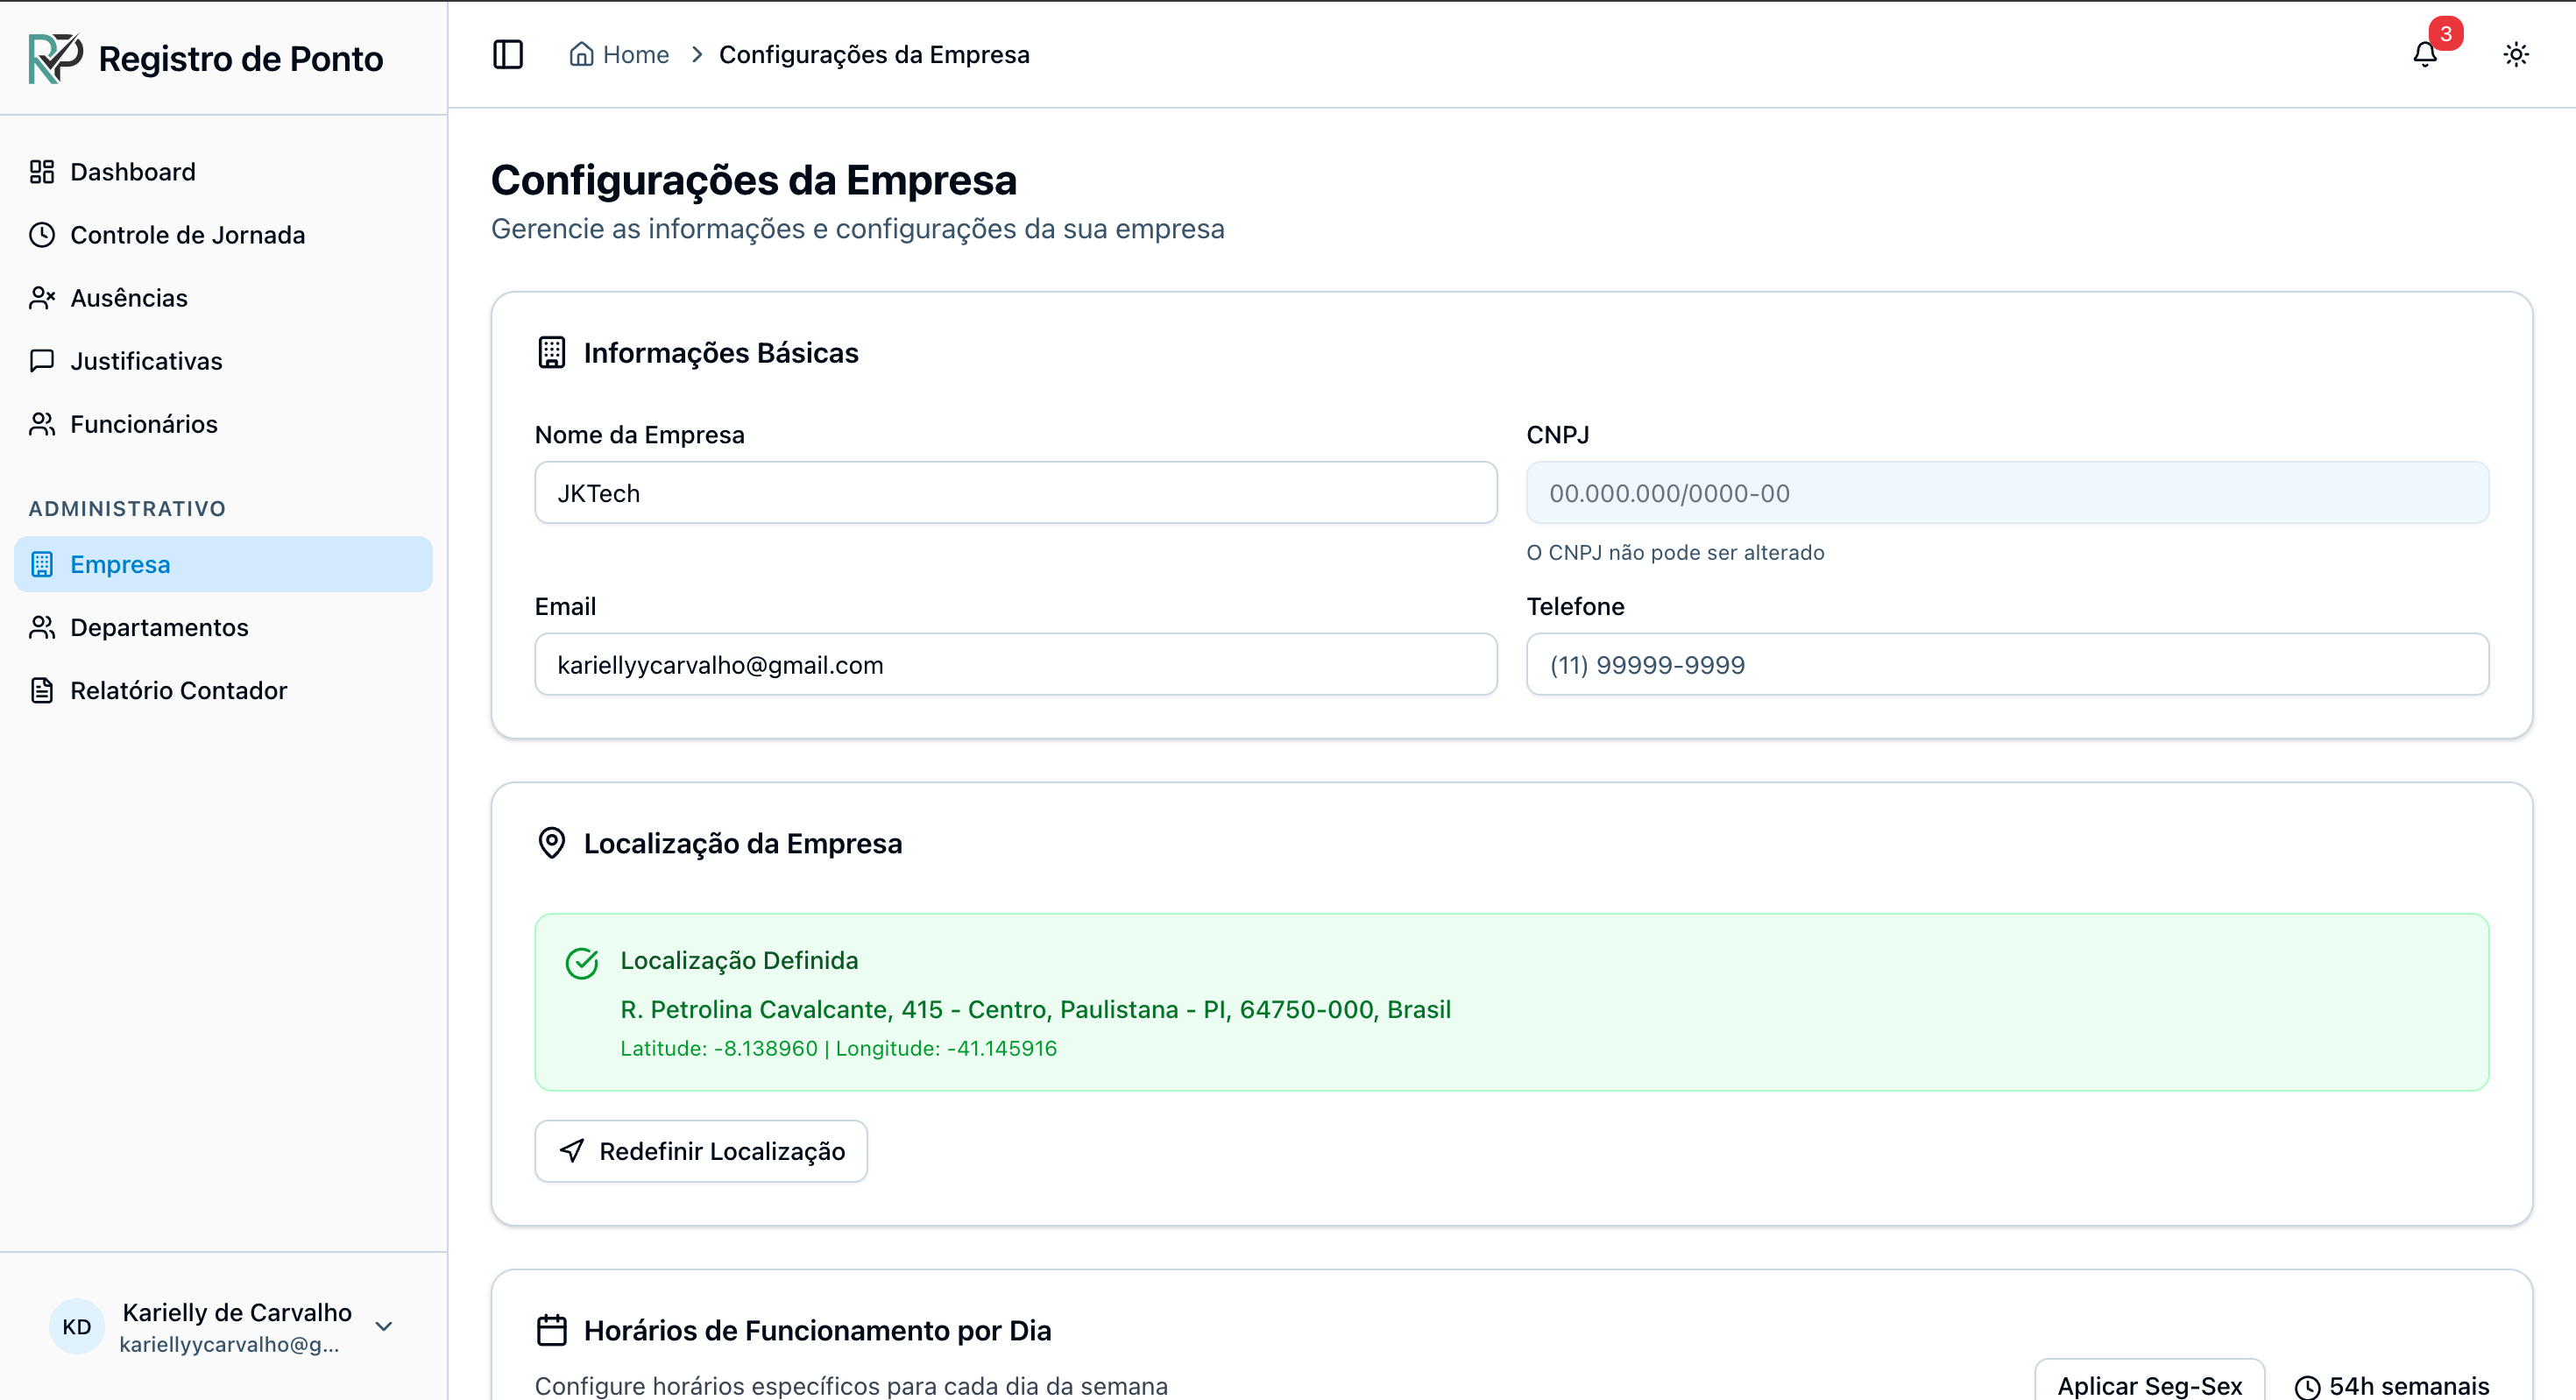 Registro de Ponto
Home > Configurações da Empresa
3
Dashboard
Controle de Jornada
Ausências
Justificativas
Funcionários
ADMINISTRATIVO
Empresa
Departamentos
Relatório Contador
KD
Karielly de Carvalho
kariellyycarvalho@g...
Configurações da Empresa
Gerencie as informações e configurações da sua empresa
Informações Básicas
Nome da Empresa
JKTech
CNPJ
00.000.000/0000-00
O CNPJ não pode ser alterado
Email
kariellyycarvalho@gmail.com
Telefone
(11) 99999-9999
Localização da Empresa
Localização Definida
R. Petrolina Cavalcante, 415 - Centro, Paulistana - PI, 64750-000, Brasil
Latitude: -8.138960 | Longitude: -41.145916
Redefinir Localização
Horários de Funcionamento por Dia
Configure horários específicos para cada dia da semana
Aplicar Seg-Sex
54h semanais